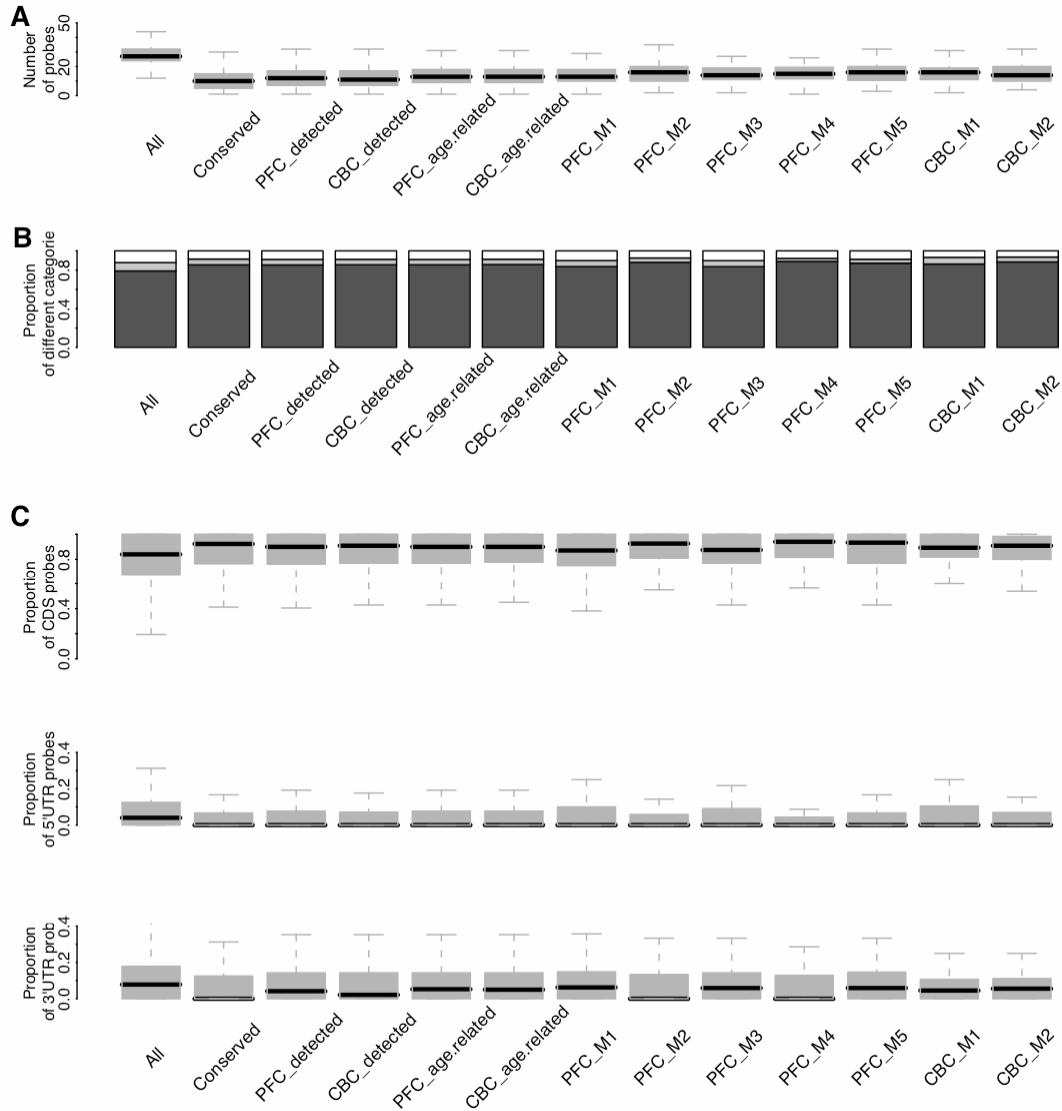 A
Number
of probes
0 20 50
All
Conserved
PFC_detected
CBC_detected
PFC_age.related
CBC_age.related
PFC_M1
PFC_M2
PFC_M3
PFC_M4
PFC_M5
CBC_M1
CBC_M2
B
Proportion
of different categorie
0.0 0.4 0.8
All
Conserved
PFC_detected
CBC_detected
PFC_age.related
CBC_age.related
PFC_M1
PFC_M2
PFC_M3
PFC_M4
PFC_M5
CBC_M1
CBC_M2
C
Proportion
of CDS probes
0.0 0.4 0.8
Proportion
of 5'UTR probes
0.0 0.2 0.4
Proportion
of 3'UTR prob
0.0 0.2 0.4
All
Conserved
PFC_detected
CBC_detected
PFC_age.related
CBC_age.related
PFC_M1
PFC_M2
PFC_M3
PFC_M4
PFC_M5
CBC_M1
CBC_M2